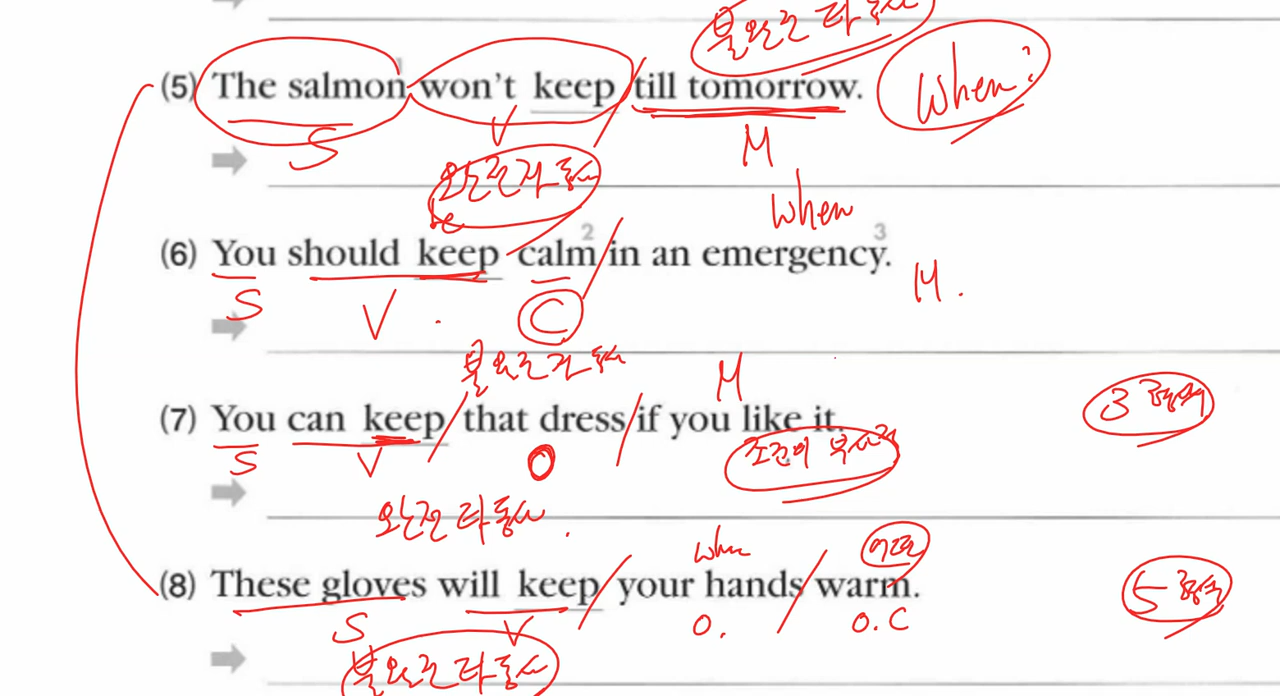 불완전 타동사
(5) The salmon won't keep till tomorrow. When?
S V M
완전자동사
be when
(6) You should keep calm² in an emergency.³
S V C M.
불완전자동사 M
(7) You can keep that dress if you like it. 3형식
S V O 조건의 부사절
완전타동사.
어떤
(8) These gloves will keep your hands warm. 5형식
S V O. O.C
불완전타동사